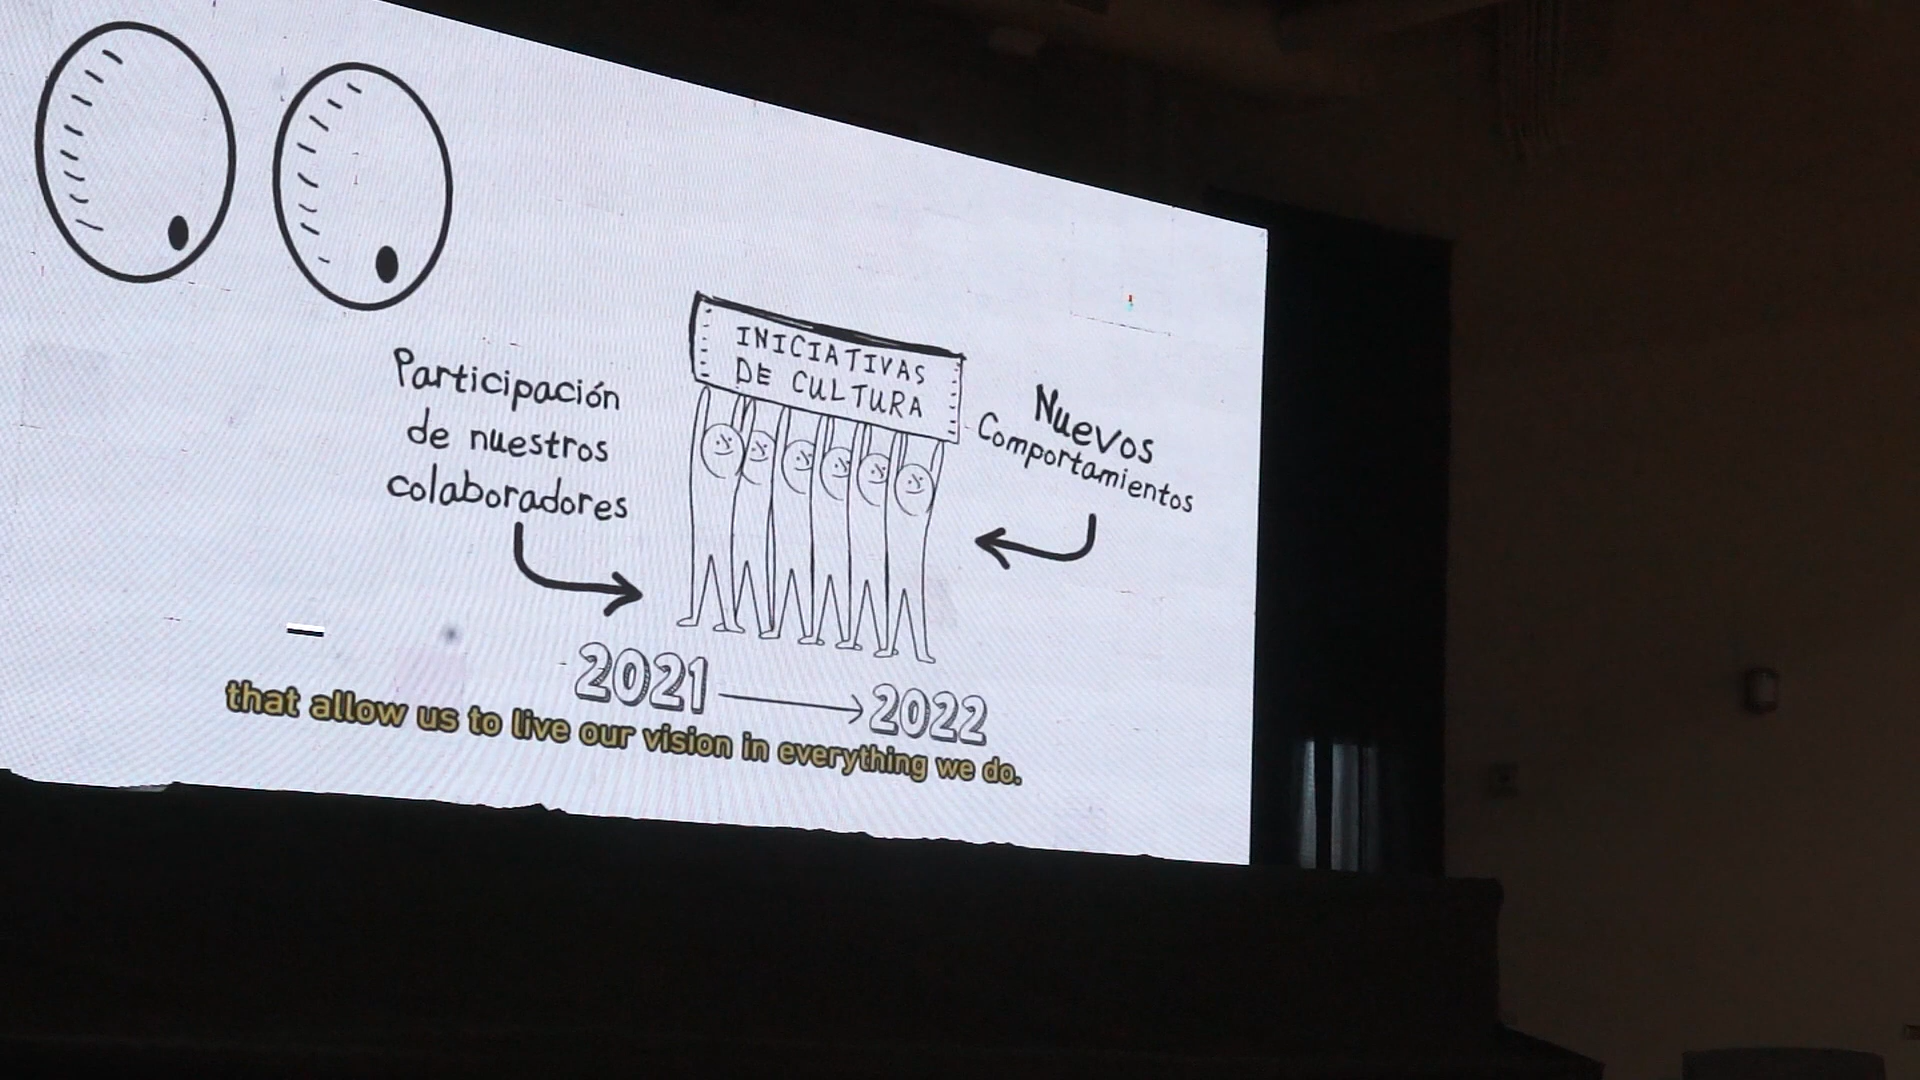 INICIATIVAS
DE CULTURA
Participación
de nuestros
colaboradores
Nuevos
Comportamientos
2021
2022
that allow us to live our vision in everything we do.